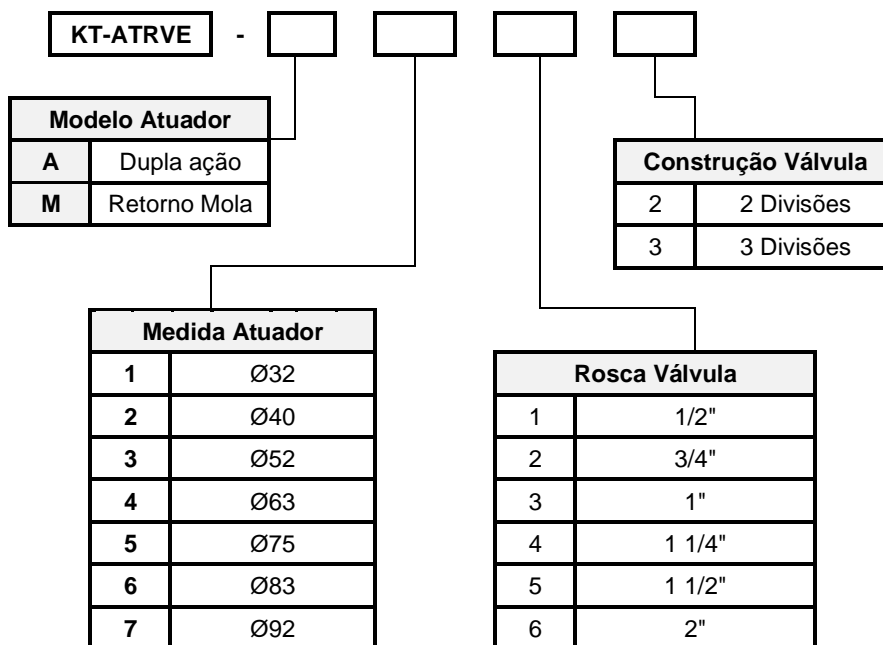 KT-ATRVE -
Modelo Atuador
A Dupla ação
M Retorno Mola
Construção Válvula
2 2 Divisões
3 3 Divisões
Medida Atuador
1 Ø32
2 Ø40
3 Ø52
4 Ø63
5 Ø75
6 Ø83
7 Ø92
Rosca Válvula
1 1/2"
2 3/4"
3 1"
4 1 1/4"
5 1 1/2"
6 2"